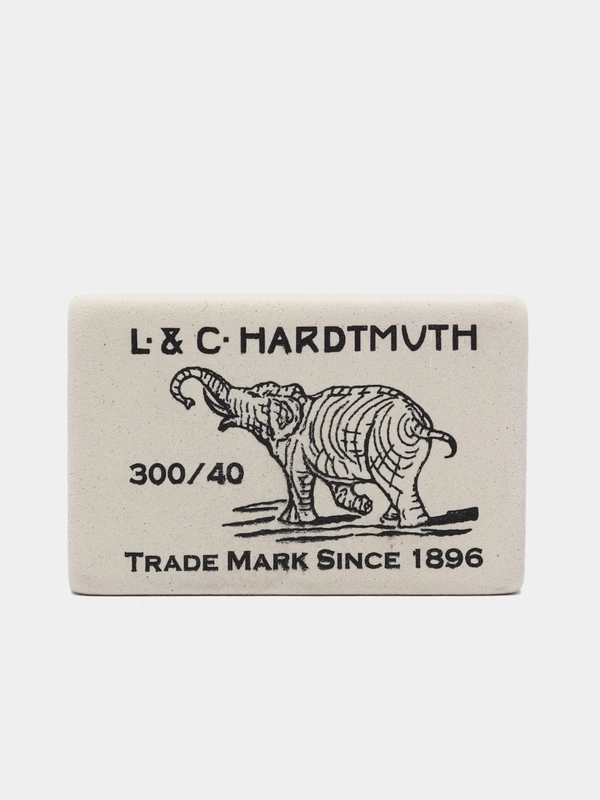 L. & C. HARDTMUTH
300/40
TRADE MARK SINCE 1896